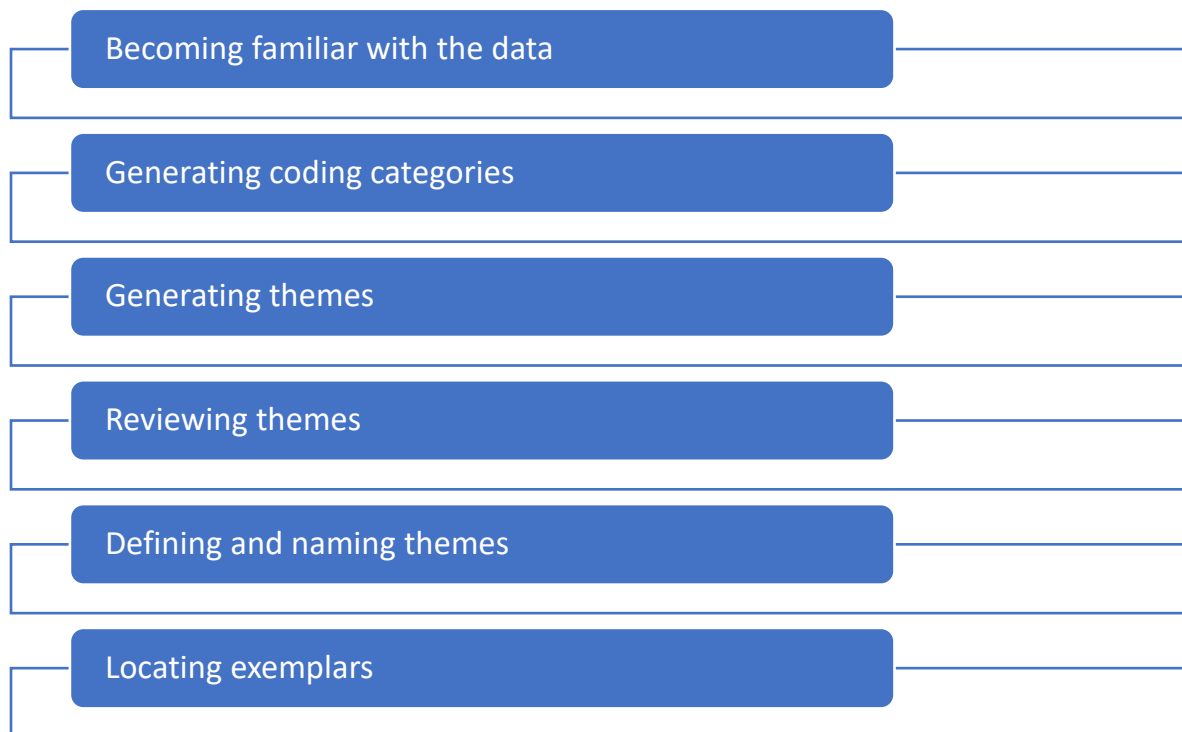 Becoming familiar with the data
Generating coding categories
Generating themes
Reviewing themes
Defining and naming themes
Locating exemplars